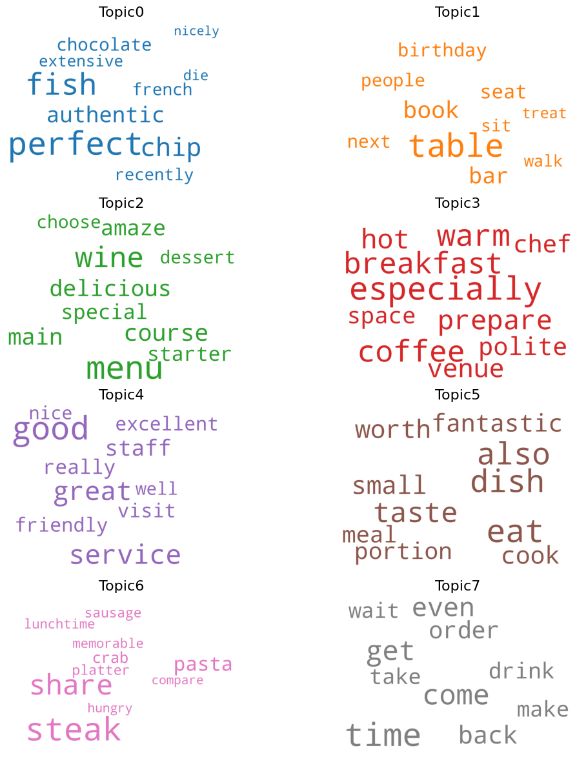 Topic0
nicely
chocolate
extensive
die
fish
french
authentic
perfect
chip
recently
Topic1
birthday
people
seat
book
treat
sit
next
table
walk
bar
Topic2
choose
amaze
wine
dessert
delicious
special
main
course
starter
menu
Topic3
hot
warm
chef
breakfast
especially
space
prepare
coffee
polite
venue
Topic4
nice
good
excellent
staff
really
great
well
visit
friendly
service
Topic5
worth
fantastic
also
small
dish
taste
meal
eat
portion
cook
Topic6
sausage
lunchtime
memorable
crab
pasta
platter
compare
share
hungry
steak
Topic7
wait
even
order
get
take
drink
come
make
time
back